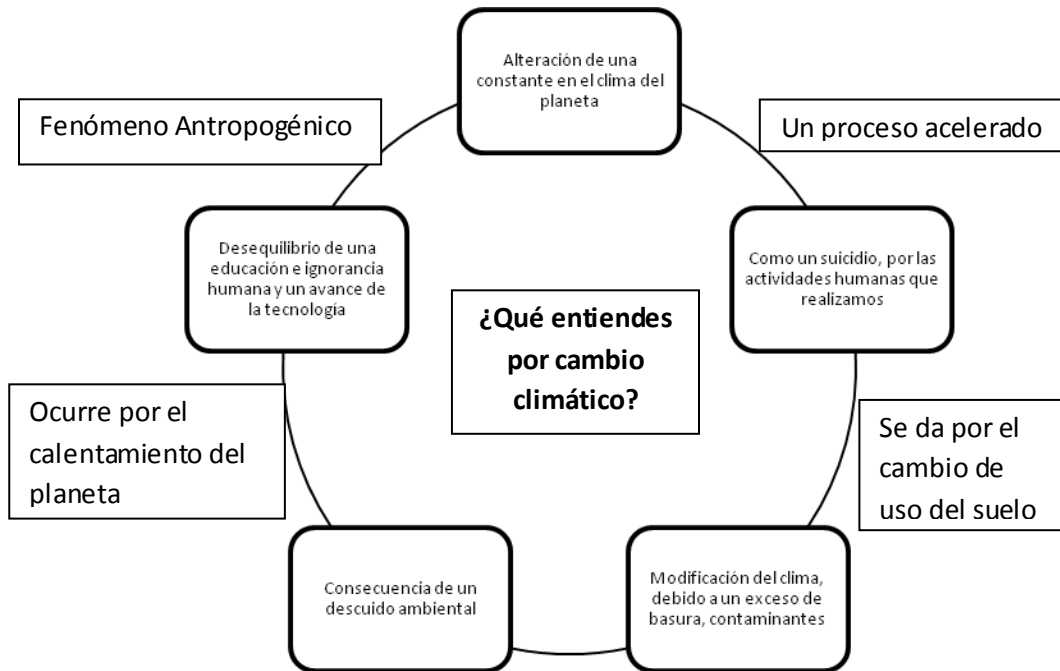 Alteración de una
constante en el clima del
planeta
Fenómeno Antropogénico
Un proceso acelerado
Desequilibrio de una
educación e ignorancia
humana y un avance de
la tecnología
Como un suicidio, por las
actividades humanas que
realizamos
¿Qué entiendes
por cambio
climático?
Ocurre por el
calentamiento del
planeta
Se da por el
cambio de
uso del suelo
Consecuencia de un
descuido ambiental
Modificación del clima,
debido a un exceso de
basura, contaminantes